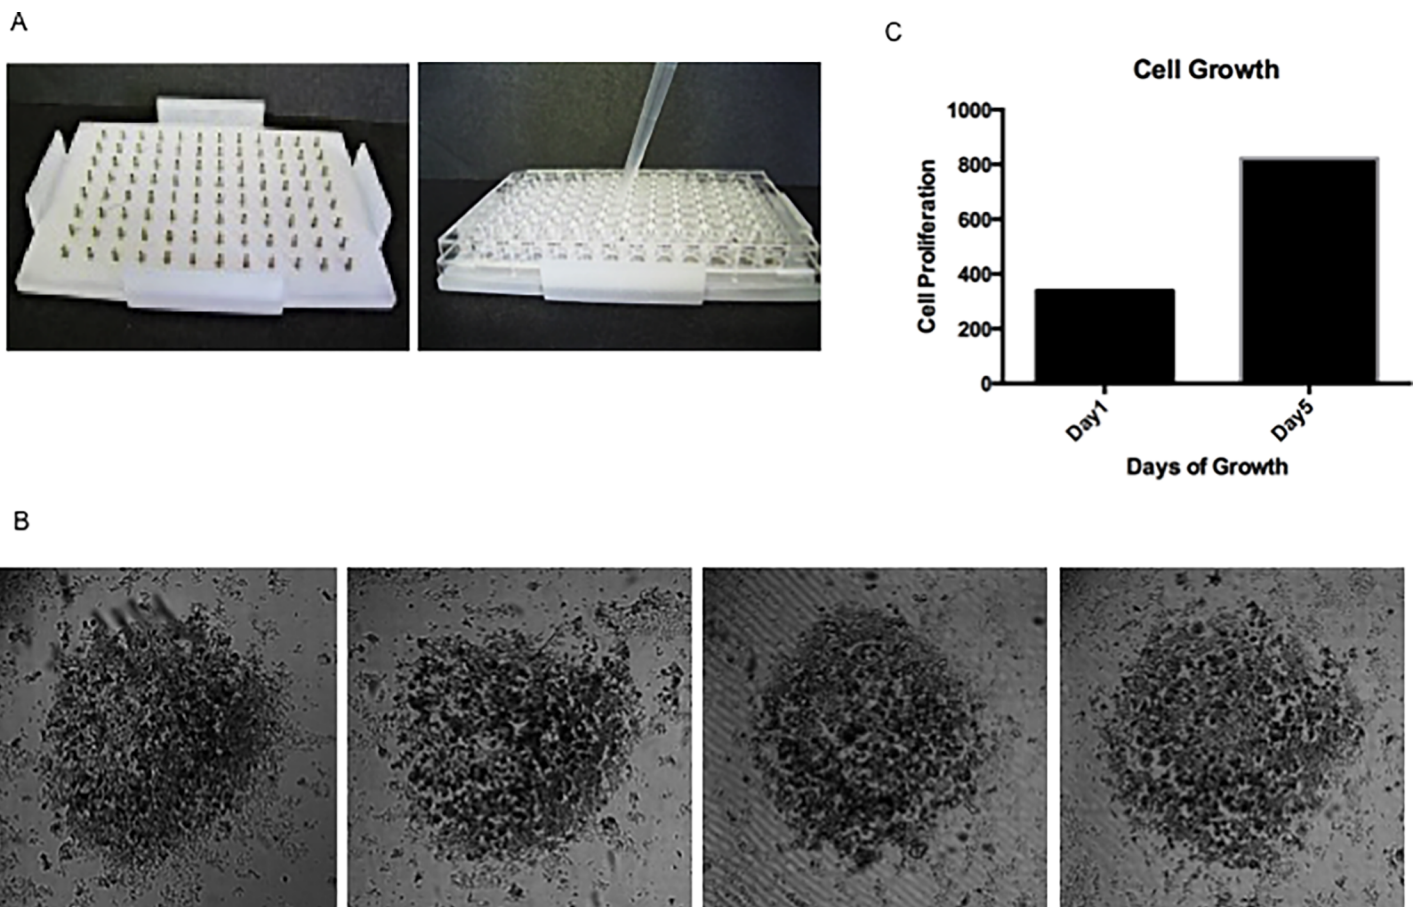 A
C
Cell Growth
1000
800
600
400
200
0
Cell Proliferation
Day1
Day5
Days of Growth
B